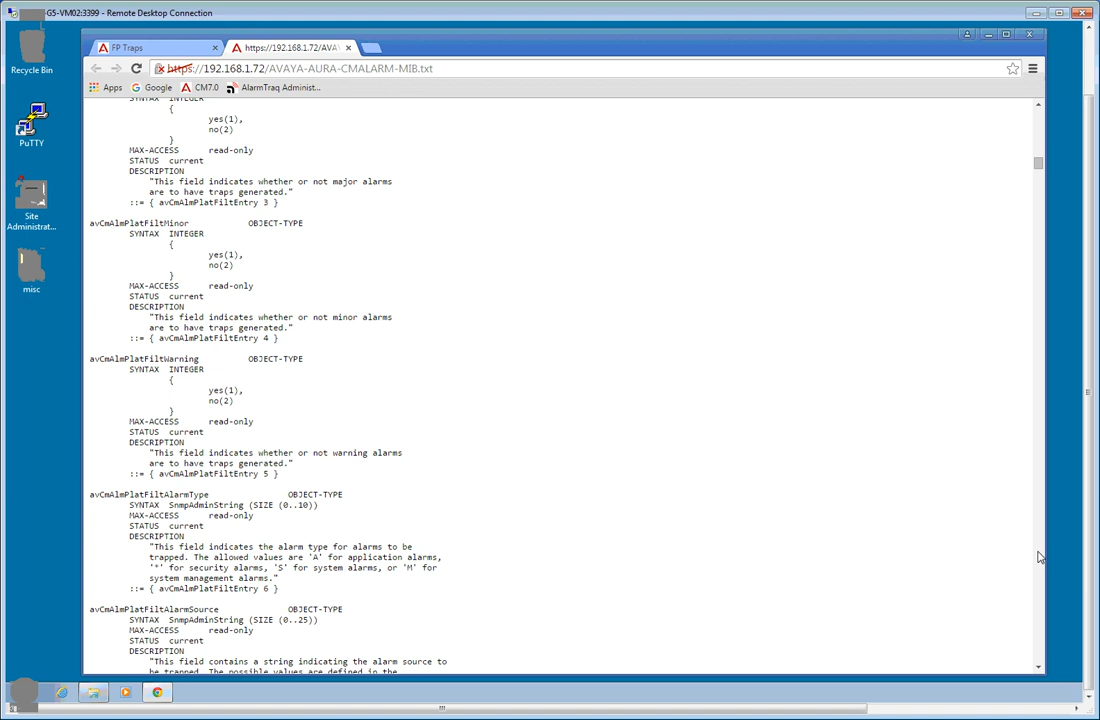 G5-VM02:3399 - Remote Desktop Connection
Recycle Bin
PuTTY
Site
Administrat...
misc
FP Traps
https://192.168.1.72/AVAY
https://192.168.1.72/AVAYA-AURA-CMALARM-MIB.txt
Apps
Google
CM7.0
AlarmTraq Administ...
SYNTAX INTEGER
{
yes(1),
no(2)
}
MAX-ACCESS read-only
STATUS current
DESCRIPTION
"This field indicates whether or not major alarms
are to have traps generated."
::= { avCmAlmPlatFiltEntry 3 }
avCmAlmPlatFiltMinor OBJECT-TYPE
SYNTAX INTEGER
{
yes(1),
no(2)
}
MAX-ACCESS read-only
STATUS current
DESCRIPTION
"This field indicates whether or not minor alarms
are to have traps generated."
::= { avCmAlmPlatFiltEntry 4 }
avCmAlmPlatFiltWarning OBJECT-TYPE
SYNTAX INTEGER
{
yes(1),
no(2)
}
MAX-ACCESS read-only
STATUS current
DESCRIPTION
"This field indicates whether or not warning alarms
are to have traps generated."
::= { avCmAlmPlatFiltEntry 5 }
avCmAlmPlatFiltAlarmType OBJECT-TYPE
SYNTAX SnmpAdminString (SIZE (0..10))
MAX-ACCESS read-only
STATUS current
DESCRIPTION
"This field indicates the alarm type for alarms to be
trapped. The allowed values are 'A' for application alarms,
'*' for security alarms, 'S' for system alarms, or 'M' for
system management alarms."
::= { avCmAlmPlatFiltEntry 6 }
avCmAlmPlatFiltAlarmSource OBJECT-TYPE
SYNTAX SnmpAdminString (SIZE (0..25))
MAX-ACCESS read-only
STATUS current
DESCRIPTION
"This field contains a string indicating the alarm source to
be trapped. The possible values are defined in the